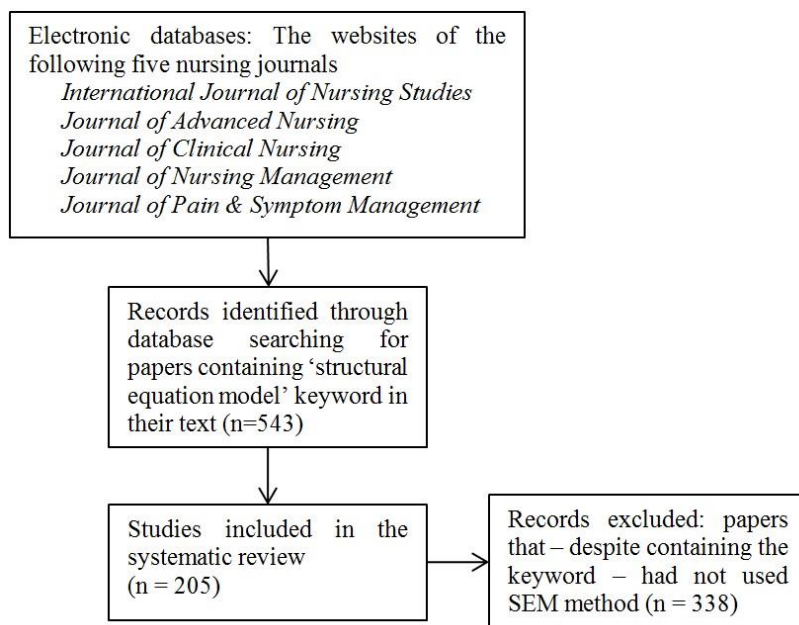 Electronic databases: The websites of the
following five nursing journals
International Journal of Nursing Studies
Journal of Advanced Nursing
Journal of Clinical Nursing
Journal of Nursing Management
Journal of Pain & Symptom Management
Records identified through
database searching for
papers containing ‘structural
equation model’ keyword in
their text (n=543)
Studies included in the
systematic review
(n = 205)
Records excluded: papers
that – despite containing the
keyword – had not used
SEM method (n = 338)